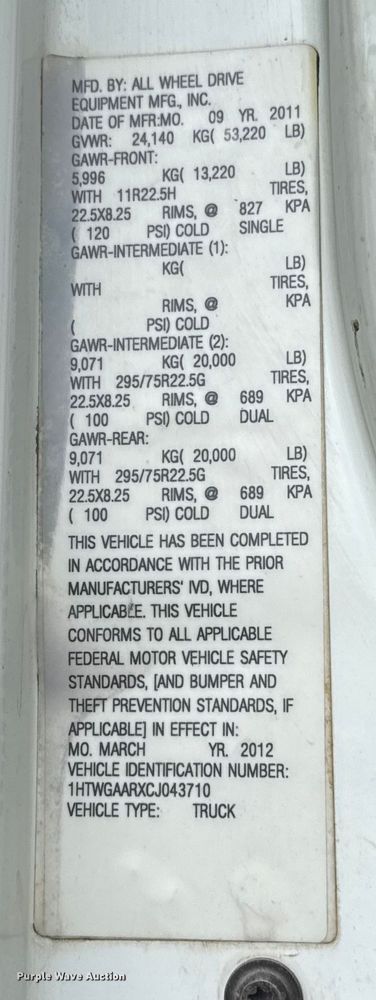 MFD. BY: ALL WHEEL DRIVE
EQUIPMENT MFG., INC.
DATE OF MFR:MO. 09 YR. 2011
GVWR: 24,140 KG( 53,220 LB)
GAWR-FRONT:
5,996 KG( 13,220 LB)
WITH 11R22.5H TIRES,
22.5X8.25 RIMS, @ 827 KPA
( 120 PSI) COLD SINGLE
GAWR-INTERMEDIATE (1):
KG( LB)
WITH TIRES,
RIMS, @ KPA
( PSI) COLD
GAWR-INTERMEDIATE (2):
9,071 KG( 20,000 LB)
WITH 295/75R22.5G TIRES,
22.5X8.25 RIMS, @ 689 KPA
( 100 PSI) COLD DUAL
GAWR-REAR:
9,071 KG( 20,000 LB)
WITH 295/75R22.5G TIRES,
22.5X8.25 RIMS, @ 689 KPA
( 100 PSI) COLD DUAL
THIS VEHICLE HAS BEEN COMPLETED
IN ACCORDANCE WITH THE PRIOR
MANUFACTURERS' IVD, WHERE
APPLICABLE. THIS VEHICLE
CONFORMS TO ALL APPLICABLE
FEDERAL MOTOR VEHICLE SAFETY
STANDARDS, [AND BUMPER AND
THEFT PREVENTION STANDARDS, IF
APPLICABLE] IN EFFECT IN:
MO. MARCH YR. 2012
VEHICLE IDENTIFICATION NUMBER:
1HTWGAARXCJ043710
VEHICLE TYPE: TRUCK
Purple Wave Auction